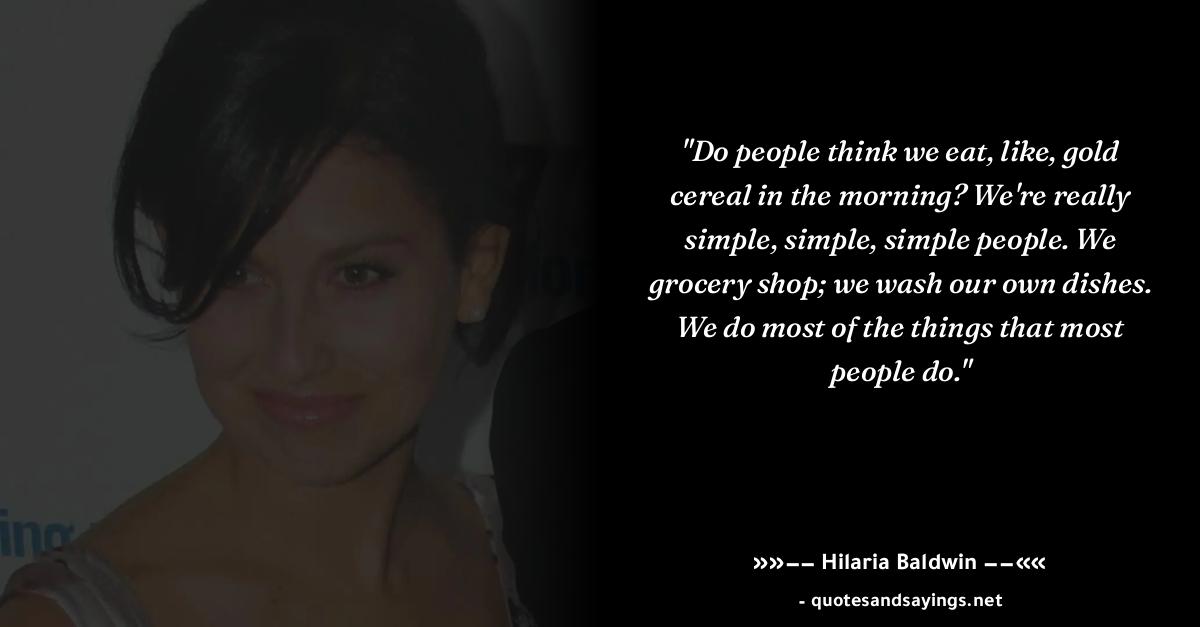 "Do people think we eat, like, gold
cereal in the morning? We're really
simple, simple, simple people. We
grocery shop; we wash our own dishes.
We do most of the things that most
people do."
»»–– Hilaria Baldwin ––««
- quotesandsayings.net
ing